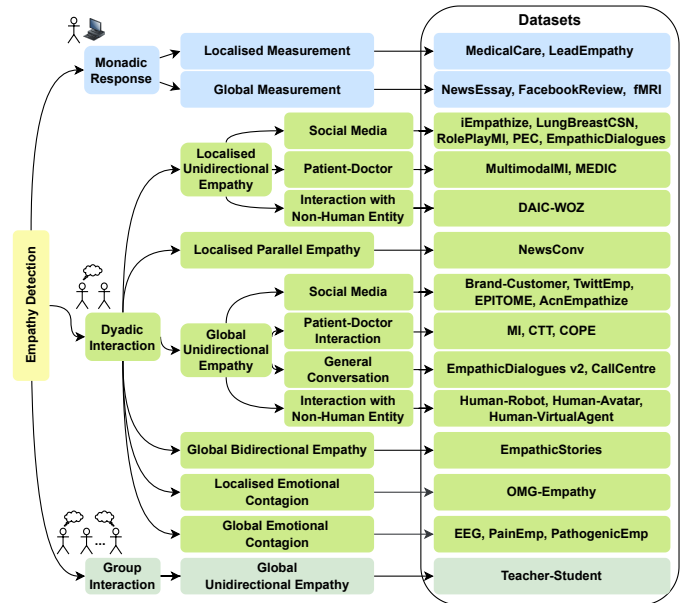 Datasets
Monadic
Response
Localised Measurement
MedicalCare, LeadEmpathy
Global Measurement
NewsEssay, FacebookReview, fMRI
Empathy Detection
Dyadic
Interaction
Localised
Unidirectional
Empathy
Social Media
iEmpathize, LungBreastCSN,
RolePlayMI, PEC, EmpathicDialogues
Patient-Doctor
MultimodalMI, MEDIC
Interaction with
Non-Human Entity
DAIC-WOZ
Localised Parallel Empathy
NewsConv
Global
Unidirectional
Empathy
Social Media
Brand-Customer, TwittEmp,
EPITOME, AcnEmpathize
Patient-Doctor
Interaction
MI, CTT, COPE
General
Conversation
EmpathicDialogues v2, CallCentre
Interaction with
Non-Human Entity
Human-Robot, Human-Avatar,
Human-VirtualAgent
Global Bidirectional Empathy
EmpathicStories
Localised Emotional
Contagion
OMG-Empathy
Global Emotional
Contagion
EEG, PainEmp, PathogenicEmp
...
Group
Interaction
Global
Unidirectional Empathy
Teacher-Student